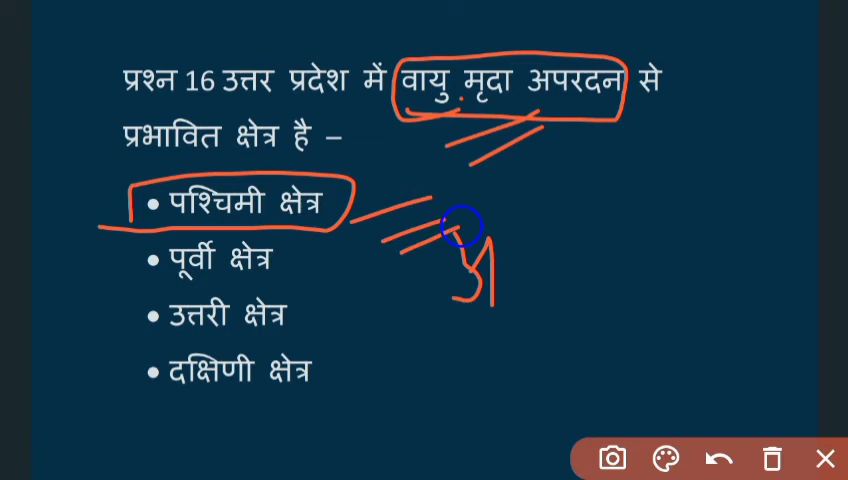 प्रश्न 16 उत्तर प्रदेश में वायु मृदा अपरदन से
प्रभावित क्षेत्र है –
• पश्चिमी क्षेत्र
• पूर्वी क्षेत्र
• उत्तरी क्षेत्र
• दक्षिणी क्षेत्र